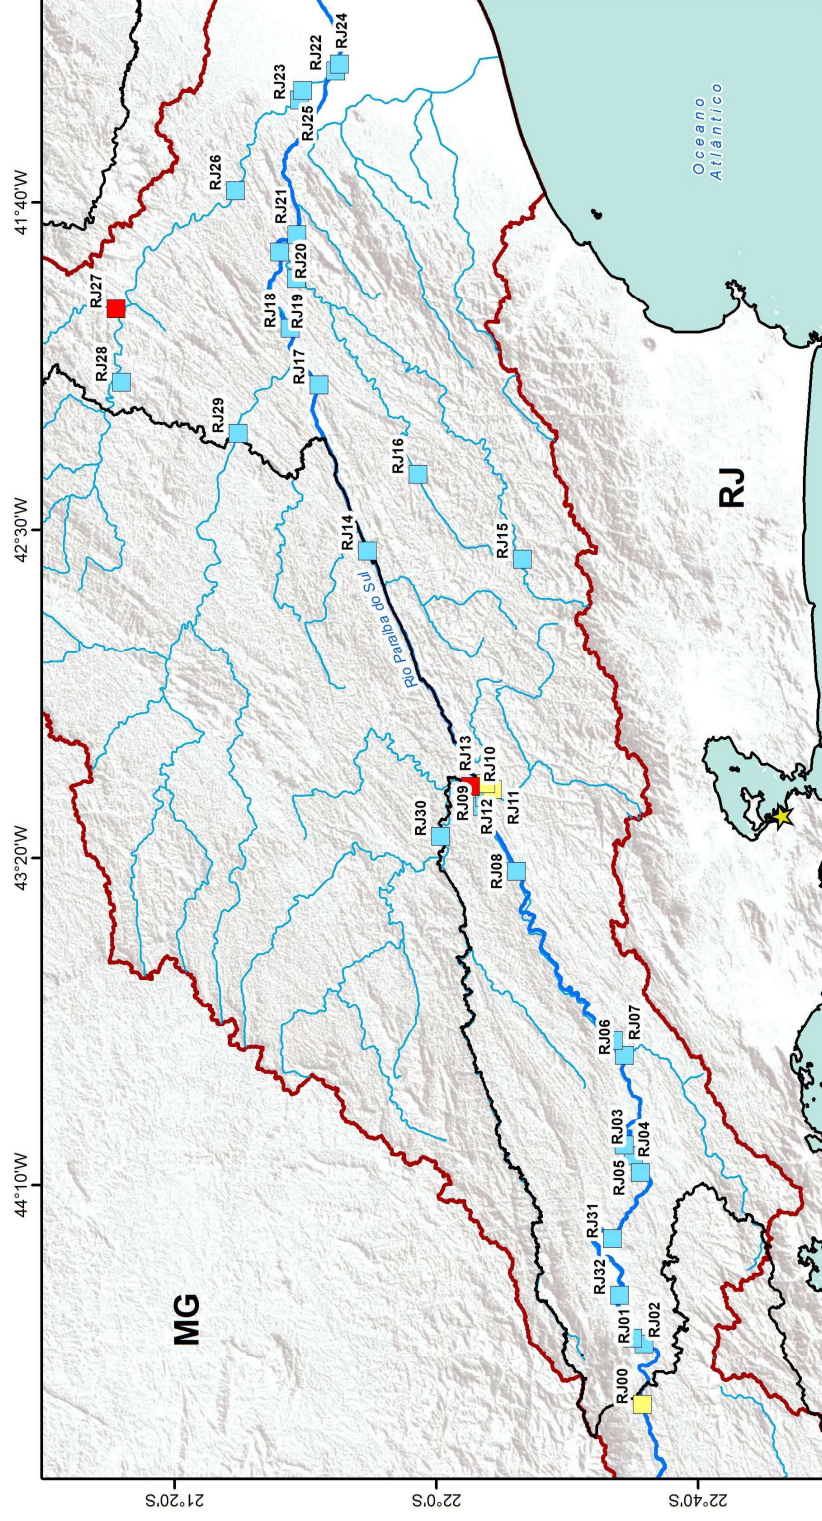 MG
RJ
Oceano
Atlântico
Rio Paraíba do Sul
RJ00
RJ01
RJ02
RJ32
RJ31
RJ05
RJ03
RJ04
RJ06
RJ07
RJ08
RJ30
RJ09
RJ12
RJ13
RJ10
RJ11
RJ14
RJ15
RJ16
RJ17
RJ18
RJ19
RJ20
RJ21
RJ29
RJ28
RJ27
RJ26
RJ23
RJ25
RJ22
RJ24
44°10'W
43°20'W
42°30'W
41°40'W
21°20'S
22°0'S
22°40'S